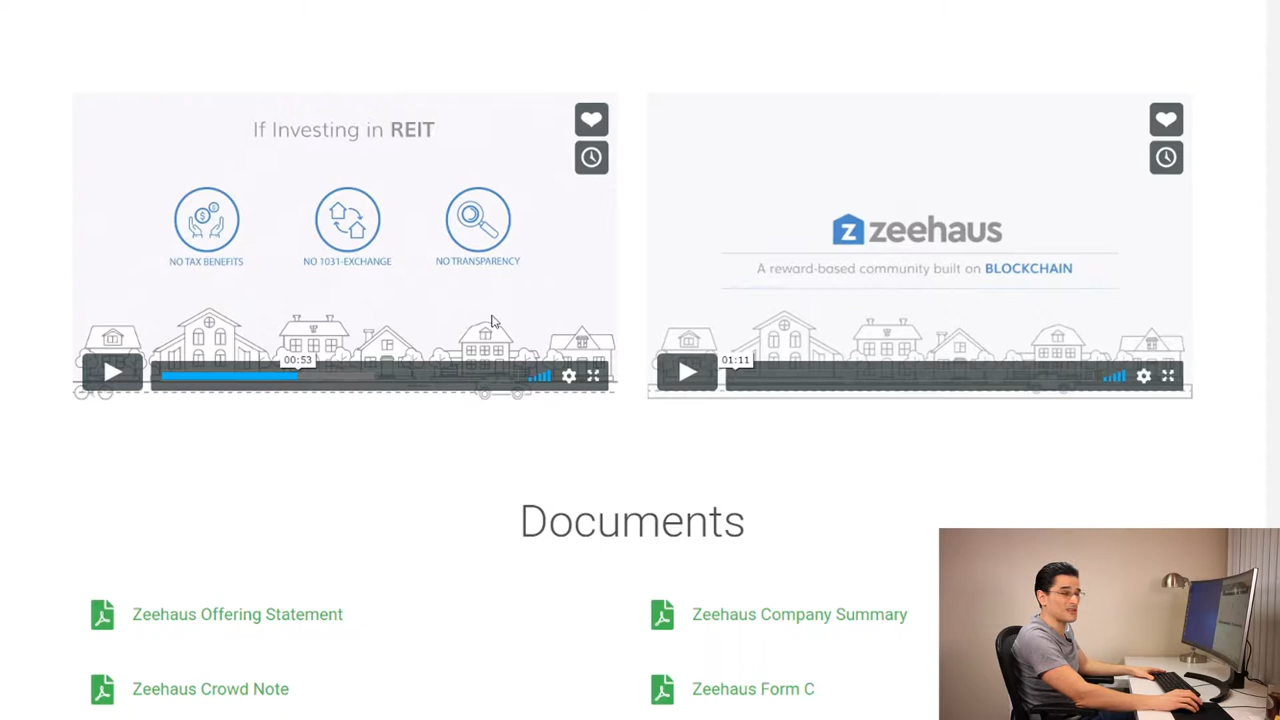 If Investing in REIT
NO TAX BENEFITS
NO 1031-EXCHANGE
NO TRANSPARENCY
00:53
zeehaus
A reward-based community built on BLOCKCHAIN
01:11
Documents
Zeehaus Offering Statement
Zeehaus Company Summary
Zeehaus Crowd Note
Zeehaus Form C